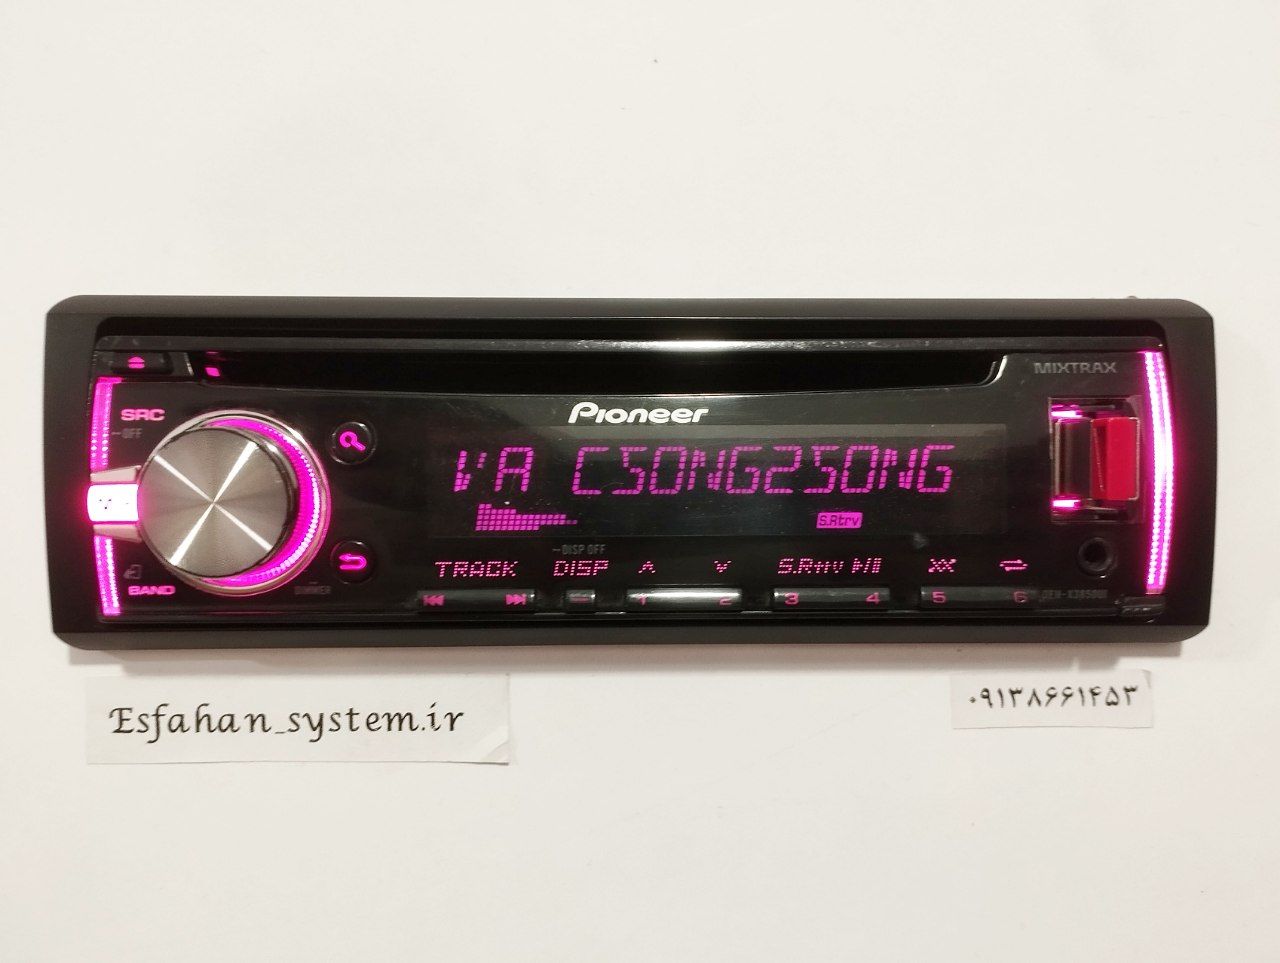 MIXTRAX
Pioneer
SRC
OFF
V'A CSONG2SONG
S.Rtrv
DISP OFF
TRACK DISP S.Rtrv
BAND
DIMMER
1 2 3 4 5 6
Esfahan_system.ir
۰۹۱۳۸۶۶۱۴۵۳